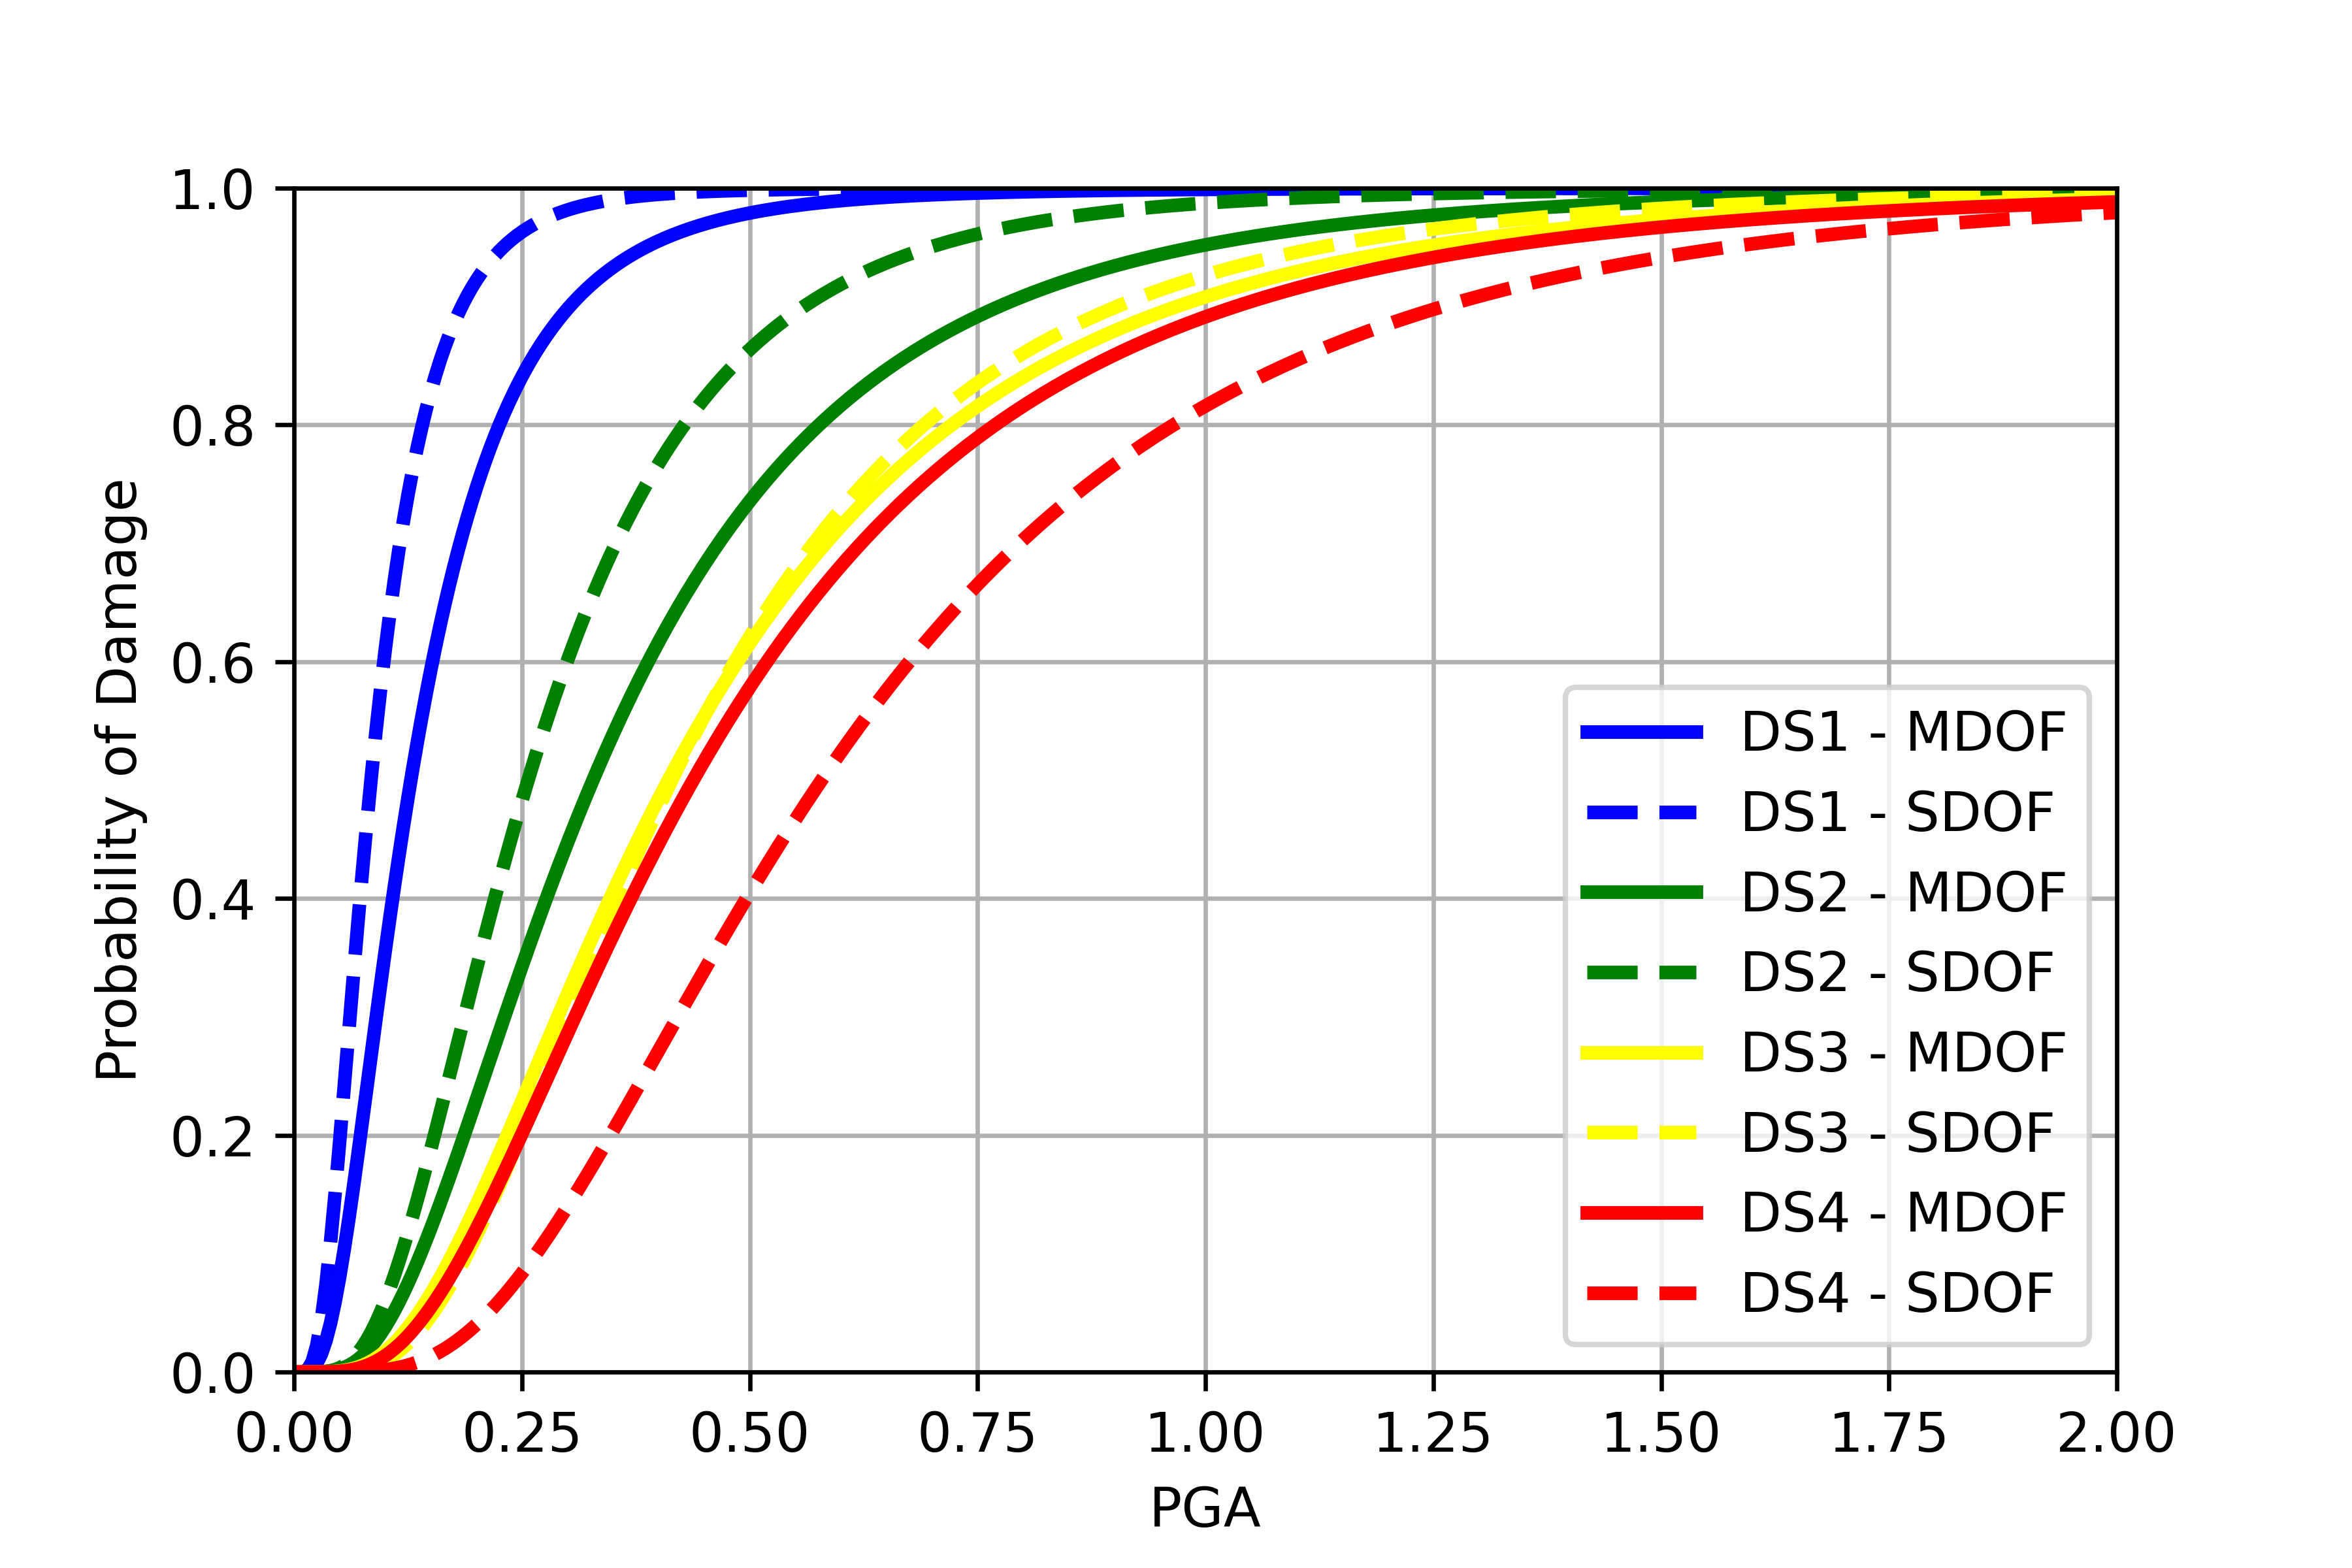 1.0
0.8
0.6
0.4
0.2
0.0
Probability of Damage
0.00 0.25 0.50 0.75 1.00 1.25 1.50 1.75 2.00
PGA
DS1 - MDOF
DS1 - SDOF
DS2 - MDOF
DS2 - SDOF
DS3 - MDOF
DS3 - SDOF
DS4 - MDOF
DS4 - SDOF